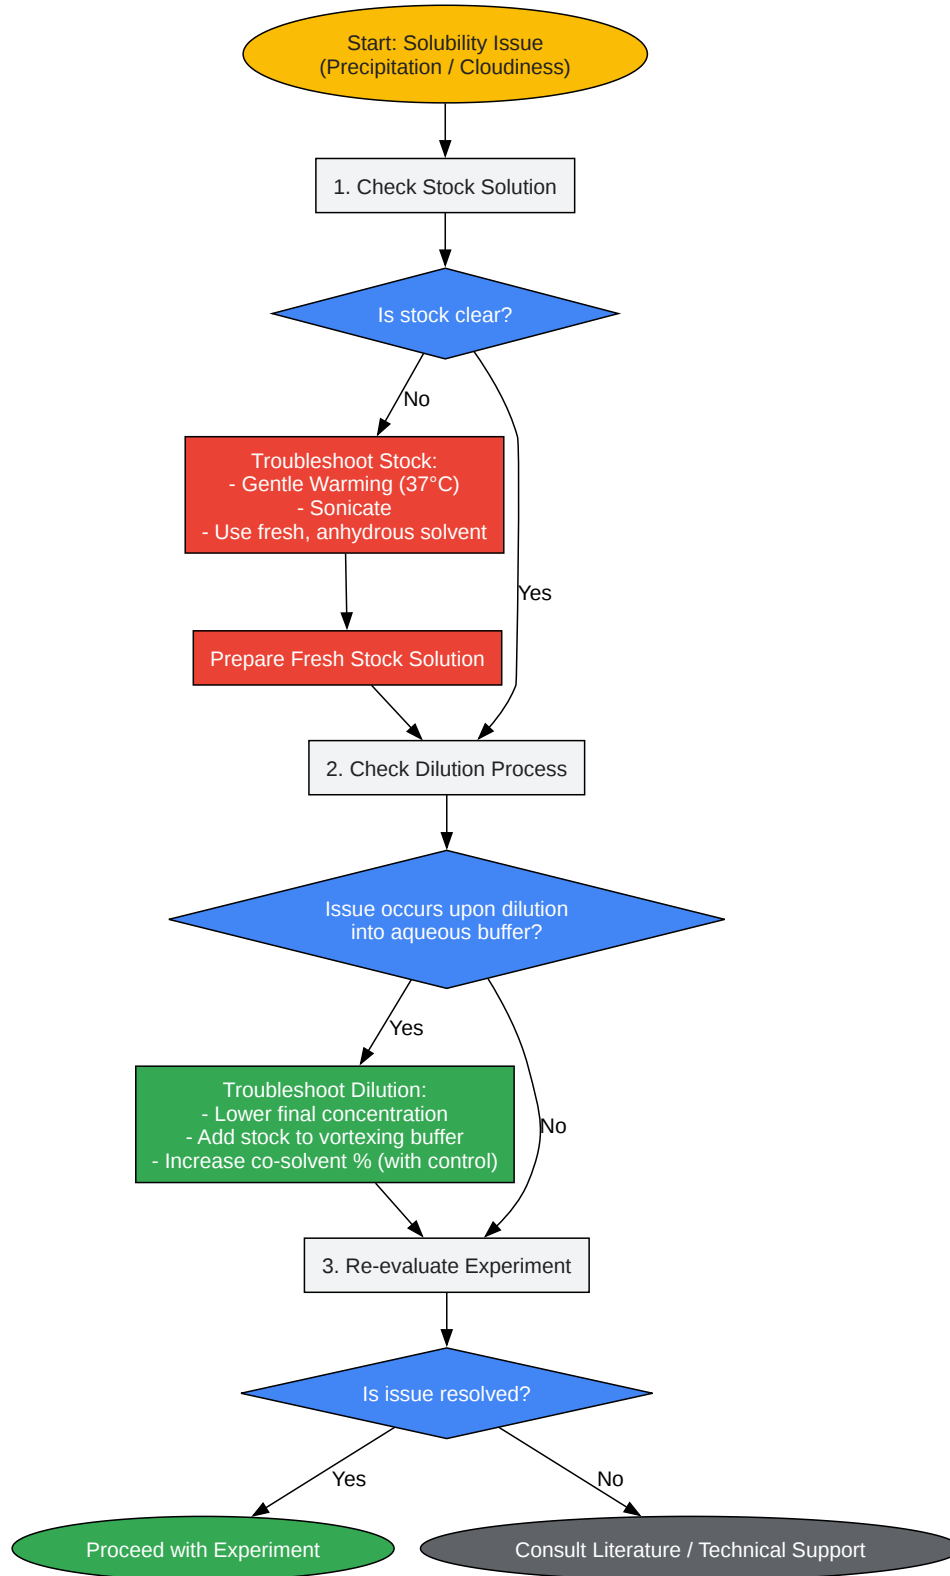 Start: Solubility Issue
(Precipitation / Cloudiness)
1. Check Stock Solution
Is stock clear?
No
Troubleshoot Stock:
- Gentle Warming (37°C)
- Sonicate
- Use fresh, anhydrous solvent
Yes
Prepare Fresh Stock Solution
2. Check Dilution Process
Issue occurs upon dilution
into aqueous buffer?
Yes
Troubleshoot Dilution:
- Lower final concentration
- Add stock to vortexing buffer
- Increase co-solvent % (with control)
No
3. Re-evaluate Experiment
Is issue resolved?
Yes
No
Proceed with Experiment
Consult Literature / Technical Support